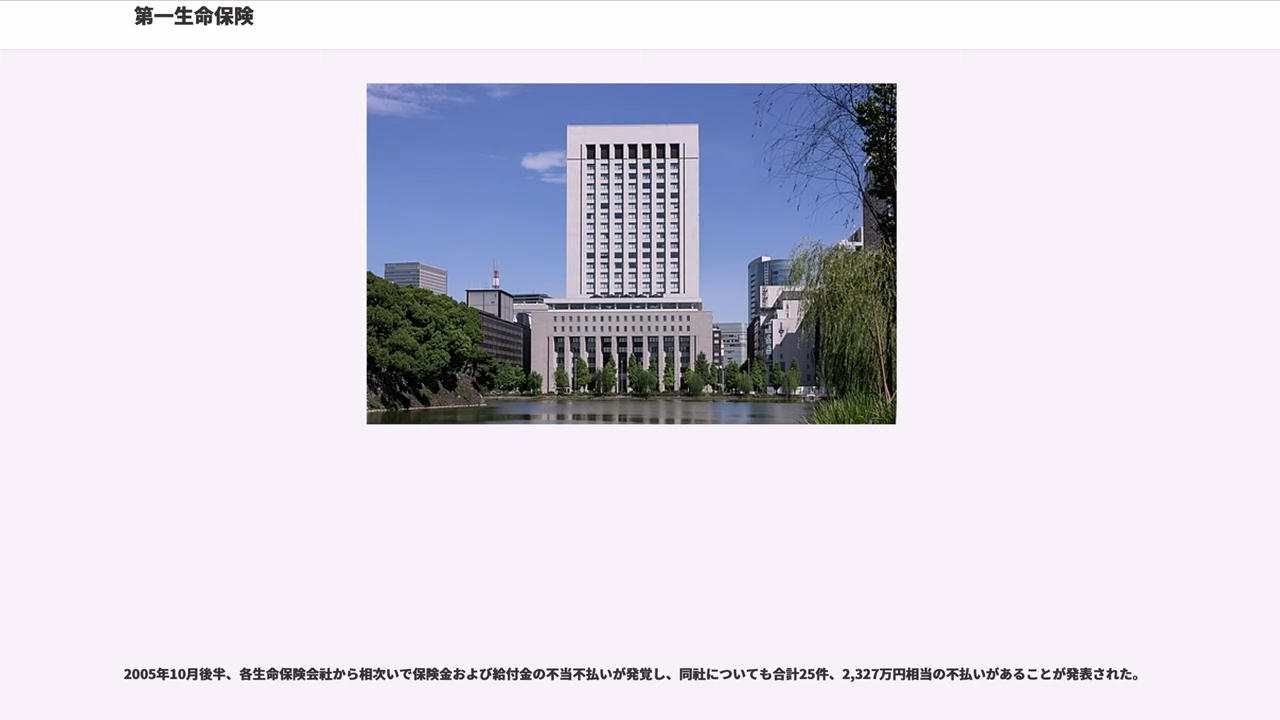 第一生命保険
2005年10月後半、各生命保険会社から相次いで保険金および給付金の不当不払いが発覚し、同社についても合計25件、2,327万円相当の不払いがあることが発表された。